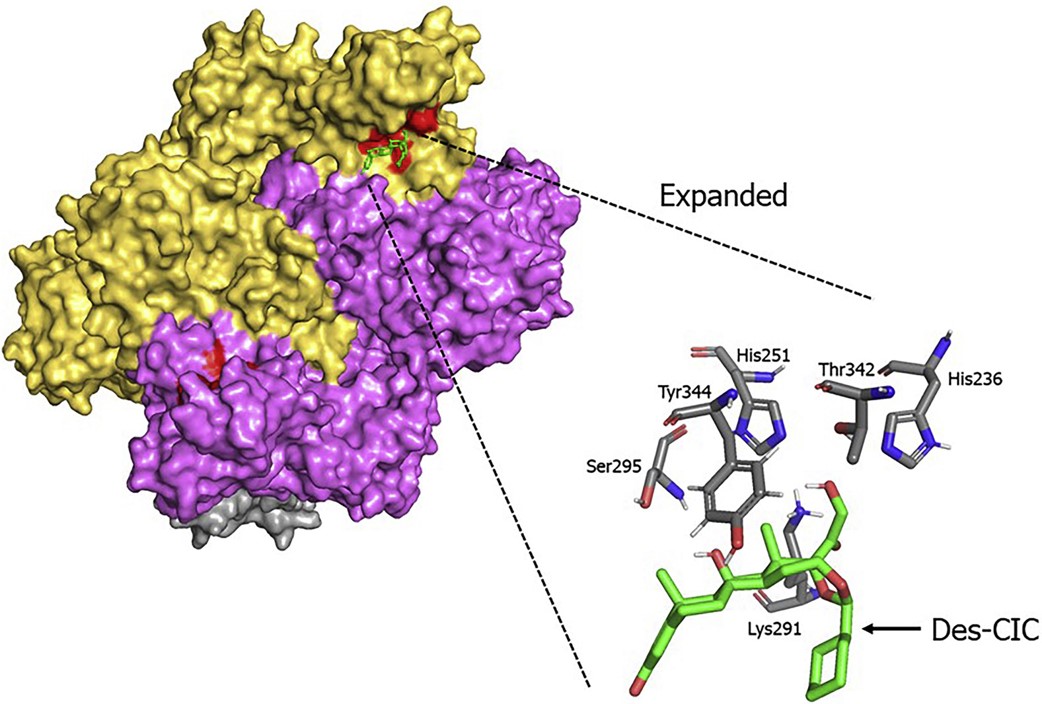 Expanded
His251
Thr342
His236
Tyr344
Ser295
Lys291
Des-CIC